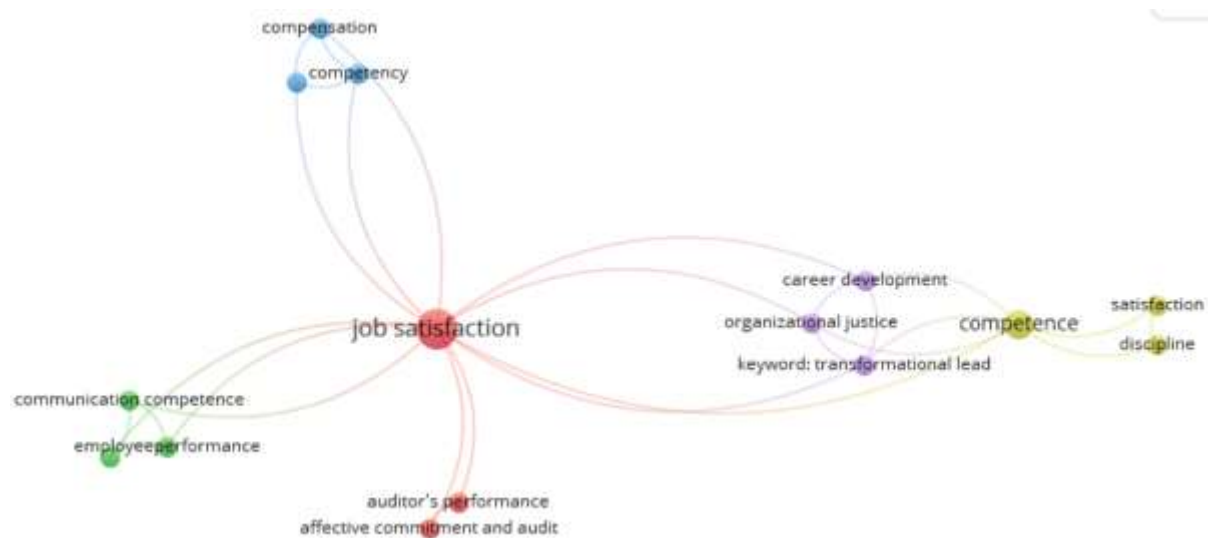 compensation
competency
career development
satisfaction
organizational justice
competence
job satisfaction
discipline
keyword: transformational lead
communication competence
employeeperformance
auditor's performance
affective commitment and audit